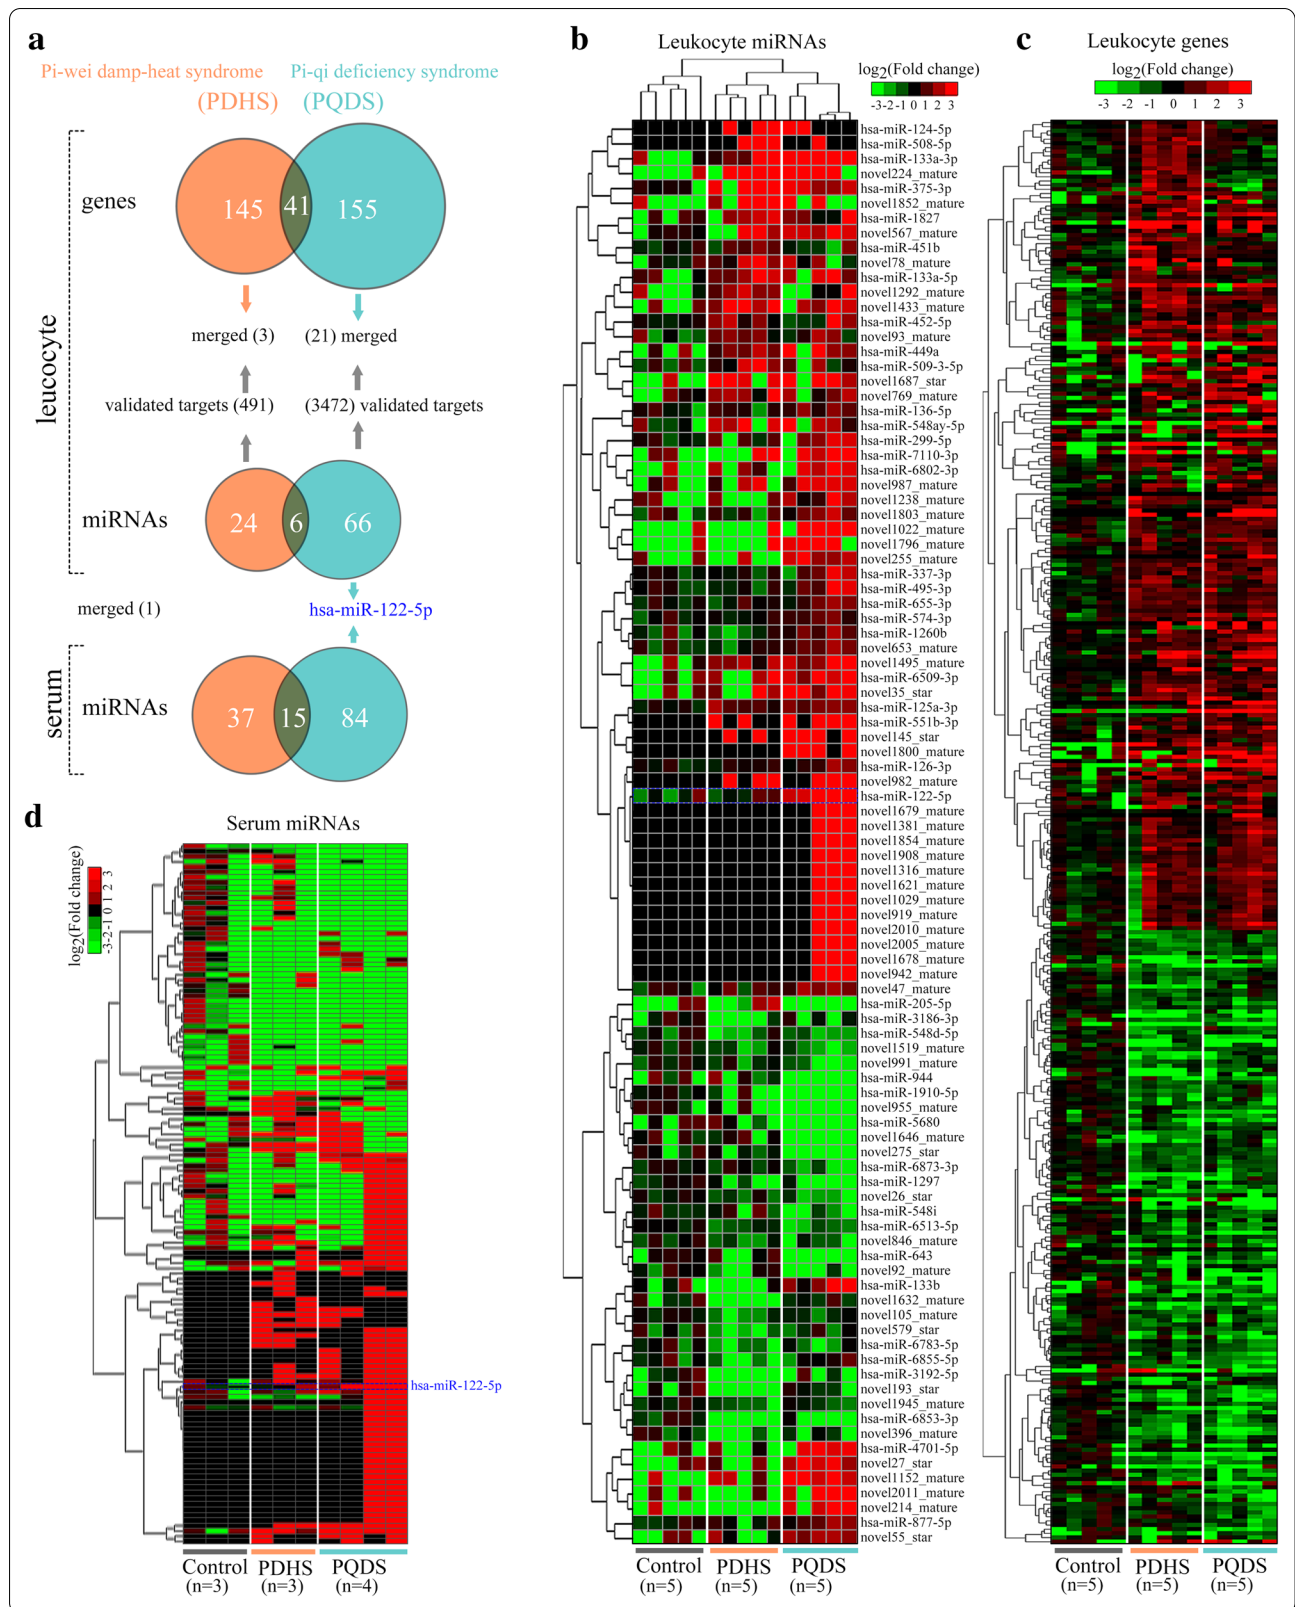 a
Pi-wei damp-heat syndrome
(PDHS)
Pi-qi deficiency syndrome
(PQDS)
leucocyte
genes
145
41
155
merged (3)
(21) merged
validated targets (491)
(3472) validated targets
miRNAs
24
6
66
merged (1)
hsa-miR-122-5p
serum
miRNAs
37
15
84
b
Leukocyte miRNAs
log2(Fold change)
-3 -2 -1 0 1 2 3
hsa-miR-124-5p
hsa-miR-508-5p
hsa-miR-133a-3p
novel224_mature
hsa-miR-375-3p
novel1852_mature
hsa-miR-1827
novel567_mature
hsa-miR-451b
novel78_mature
hsa-miR-133a-5p
novel1292_mature
novel1433_mature
hsa-miR-452-5p
novel93_mature
hsa-miR-449a
hsa-miR-509-3-5p
novel1687_star
novel769_mature
hsa-miR-136-5p
hsa-miR-548ay-5p
hsa-miR-299-5p
hsa-miR-7110-3p
hsa-miR-6802-3p
novel987_mature
novel1238_mature
novel1803_mature
novel1022_mature
novel1796_mature
novel255_mature
hsa-miR-337-3p
hsa-miR-495-3p
hsa-miR-655-3p
hsa-miR-574-3p
hsa-miR-1260b
novel653_mature
novel1495_mature
hsa-miR-6509-3p
novel35_star
hsa-miR-125a-3p
hsa-miR-551b-3p
novel145_star
novel1800_mature
hsa-miR-126-3p
novel982_mature
hsa-miR-122-5p
novel1679_mature
novel1381_mature
novel1854_mature
novel1908_mature
novel1316_mature
novel1621_mature
novel1029_mature
novel919_mature
novel2010_mature
novel2005_mature
novel1678_mature
novel942_mature
novel47_mature
hsa-miR-205-5p
hsa-miR-3186-3p
hsa-miR-548d-5p
novel1519_mature
novel991_mature
hsa-miR-944
hsa-miR-1910-5p
novel955_mature
hsa-miR-5680
novel1646_mature
novel275_star
hsa-miR-6873-3p
hsa-miR-1297
novel26_star
hsa-miR-548i
hsa-miR-6513-5p
novel846_mature
hsa-miR-643
novel92_mature
hsa-miR-133b
novel1632_mature
novel105_mature
novel579_star
hsa-miR-6783-5p
hsa-miR-6855-5p
hsa-miR-3192-5p
novel193_star
novel1945_mature
hsa-miR-6853-3p
novel396_mature
hsa-miR-4701-5p
novel27_star
novel1152_mature
novel2011_mature
novel214_mature
hsa-miR-877-5p
novel55_star
Control
(n=5)
PDHS
(n=5)
PQDS
(n=5)
c
Leukocyte genes
log2(Fold change)
-3 -2 -1 0 1 2 3
Control
(n=5)
PDHS
(n=5)
PQDS
(n=5)
d
Serum miRNAs
log2(Fold change)
-3 -2 -1 0 1 2 3
hsa-miR-122-5p
Control
(n=3)
PDHS
(n=3)
PQDS
(n=4)